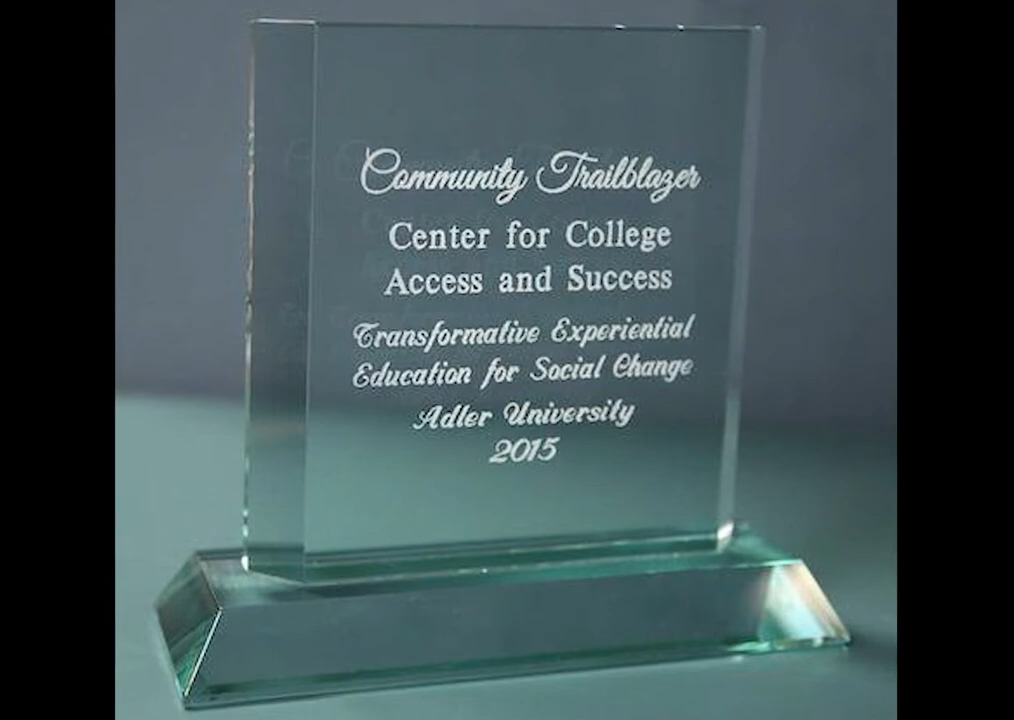 Community Trailblazer
Center for College
Access and Success
Transformative Experiential
Education for Social Change
Adler University
2015